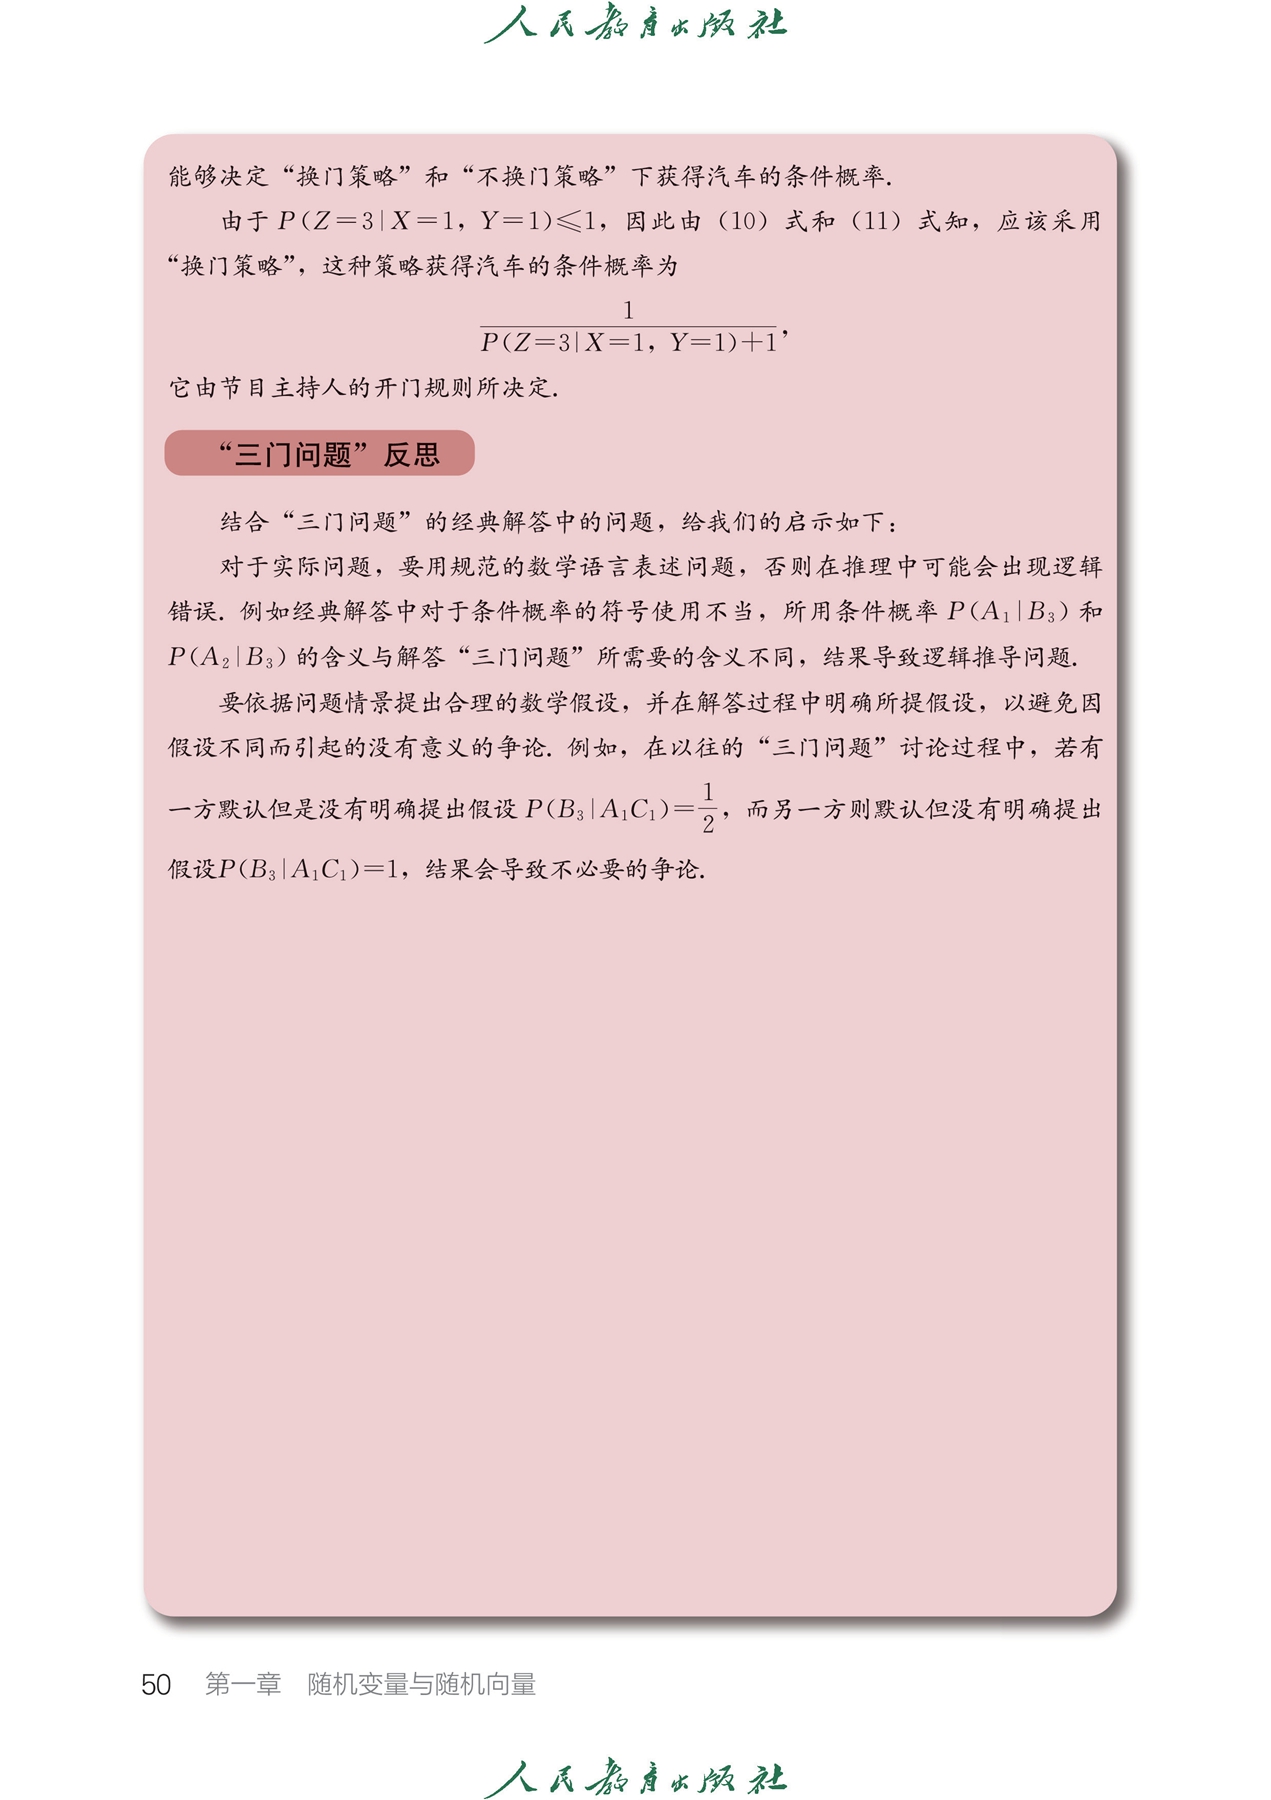 人民教育出版社
能够决定“换门策略”和“不换门策略”下获得汽车的条件概率.
由于 P(Z=3|X=1, Y=1)≤1, 因此由 (10) 式和 (11) 式知, 应该采用
“换门策略”, 这种策略获得汽车的条件概率为
1
P(Z=3|X=1, Y=1)+1,
它由节目主持人的开门规则所决定.
“三门问题”反思
结合“三门问题”的经典解答中的问题, 给我们的启示如下:
对于实际问题, 要用规范的数学语言表述问题, 否则在推理中可能会出现逻辑
错误. 例如经典解答中对于条件概率的符号使用不当, 所用条件概率 P(A₁|B₃) 和
P(A₂|B₃) 的含义与解答“三门问题”所需要的含义不同, 结果导致逻辑推导问题.
要依据问题情景提出合理的数学假设, 并在解答过程中明确所提假设, 以避免因
假设不同而引起的没有意义的争论. 例如, 在以往的“三门问题”讨论过程中, 若有
一方默认但是没有明确提出假设 P(B₃|A₁C₁)=1/2, 而另一方则默认但没有明确提出
假设P(B₃|A₁C₁)=1, 结果会导致不必要的争论.
50 第一章 随机变量与随机向量
人民教育出版社